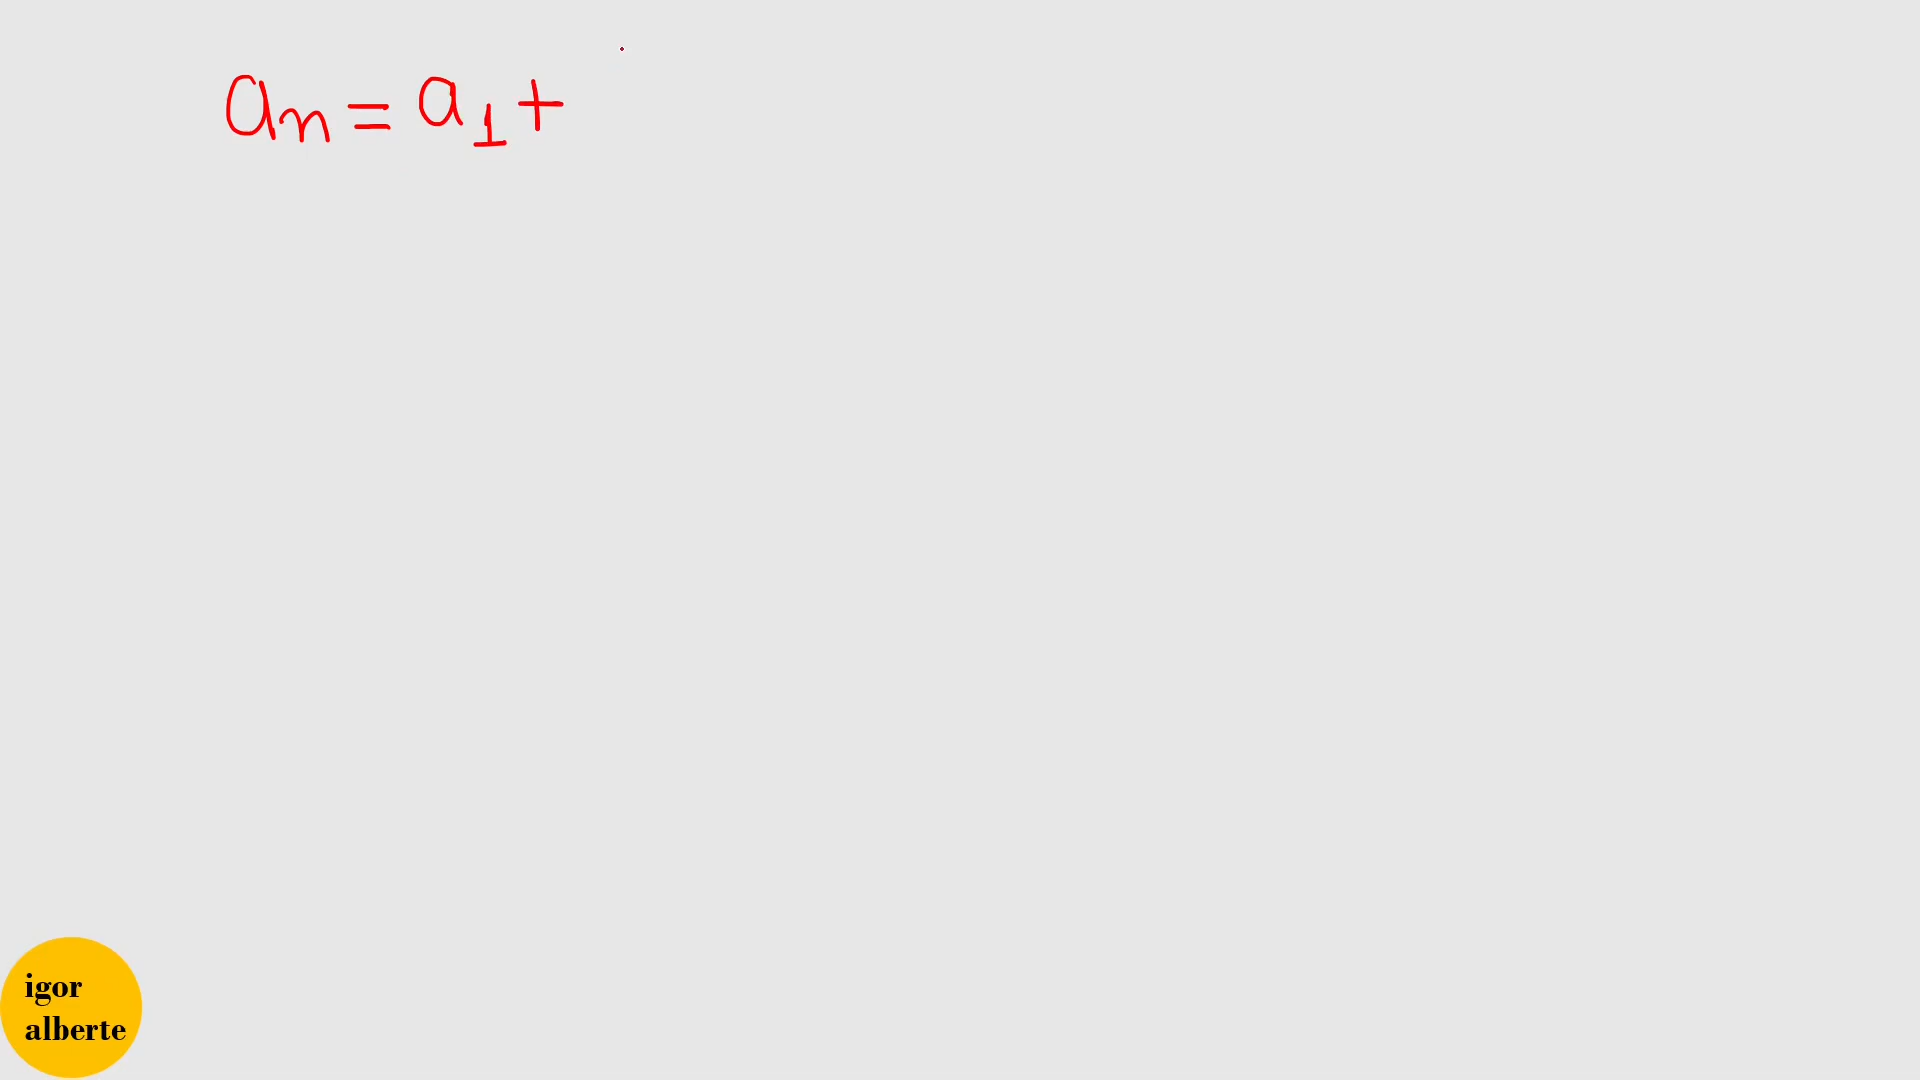 an = a1 +
igor
alberte